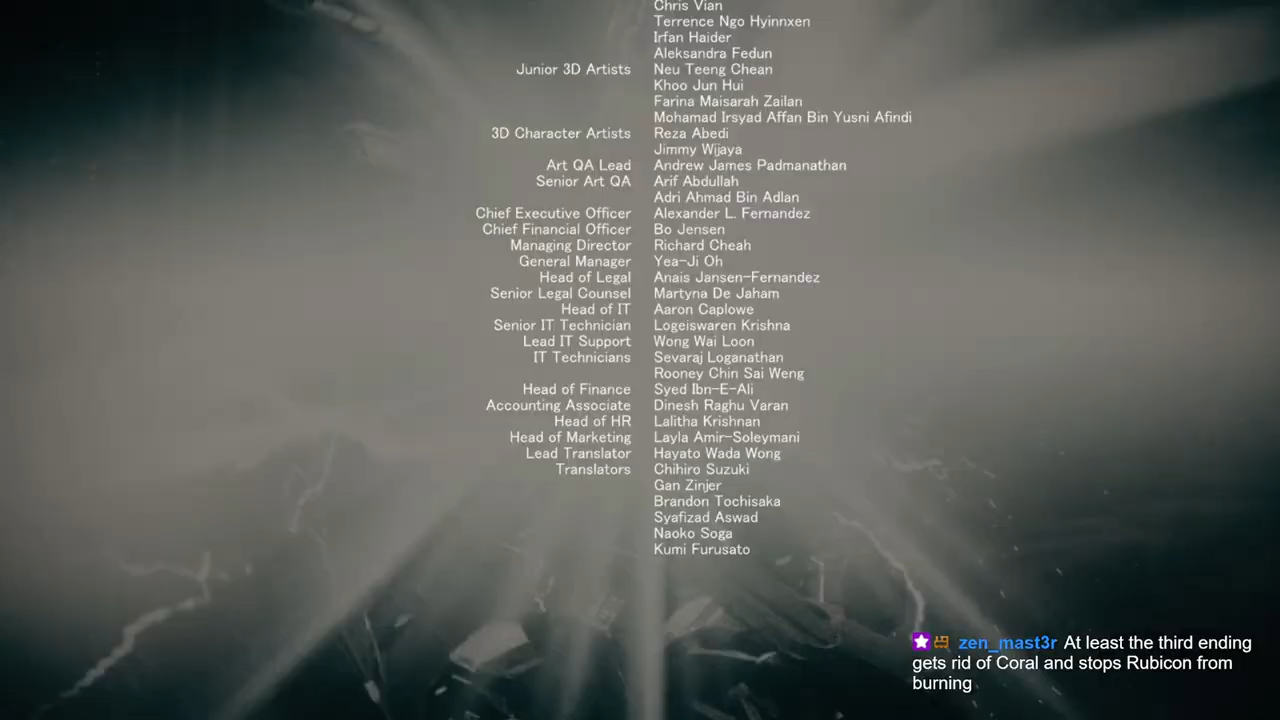 Chris Vian
Terrence Ngo Hyinnxen
Irfan Haider
Aleksandra Fedun
Junior 3D Artists Neu Teeng Chean
Khoo Jun Hui
Farina Maisarah Zailan
Mohamad Irsyad Affan Bin Yusni Afindi
3D Character Artists Reza Abedi
Jimmy Wijaya
Art QA Lead Andrew James Padmanathan
Senior Art QA Arif Abdullah
Adri Ahmad Bin Adlan
Chief Executive Officer Alexander L. Fernandez
Chief Financial Officer Bo Jensen
Managing Director Richard Cheah
General Manager Yea-Ji Oh
Head of Legal Anais Jansen-Fernandez
Senior Legal Counsel Martyna De Jaham
Head of IT Aaron Caplowe
Senior IT Technician Logeiswaren Krishna
Lead IT Support Wong Wai Loon
IT Technicians Sevaraj Loganathan
Rooney Chin Sai Weng
Head of Finance Syed Ibn-E-Ali
Accounting Associate Dinesh Raghu Varan
Head of HR Lalitha Krishnan
Head of Marketing Layla Amir-Soleymani
Lead Translator Hayato Wada Wong
Translators Chihiro Suzuki
Gan Zinjer
Brandon Tochisaka
Syafizad Aswad
Naoko Soga
Kumi Furusato
zen_mast3r At least the third ending
gets rid of Coral and stops Rubicon from
burning